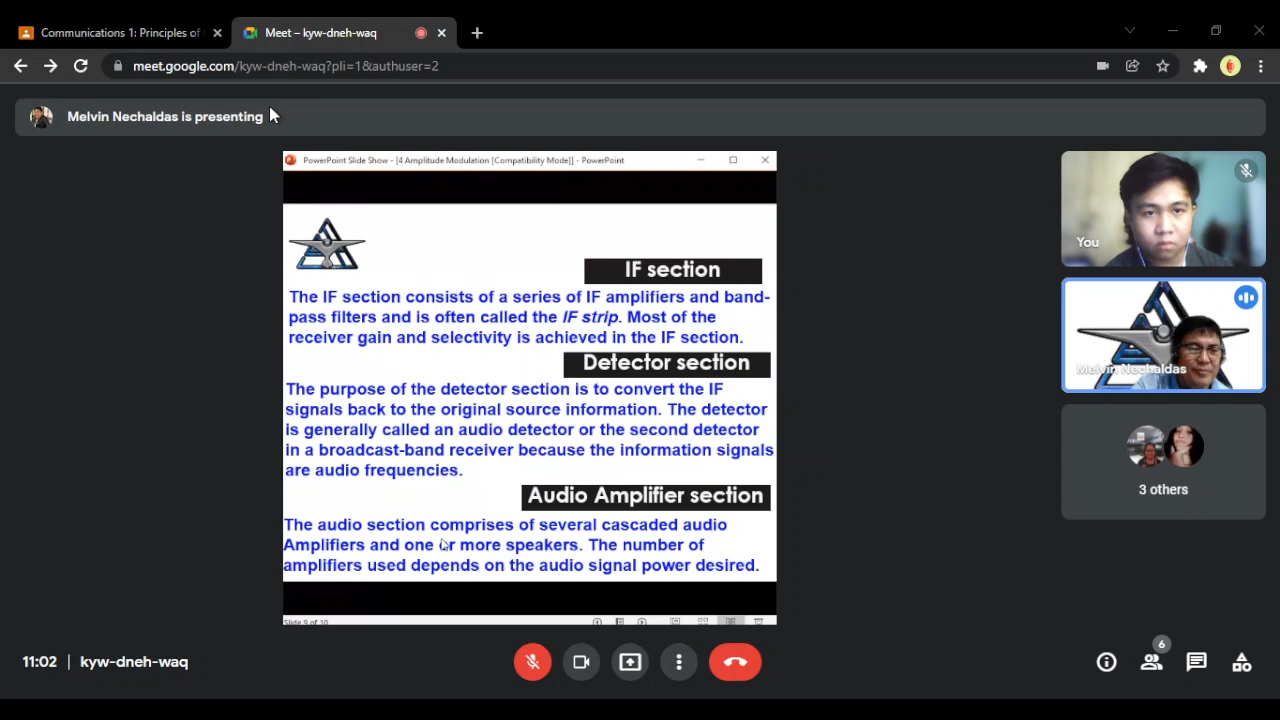 Communications 1: Principles of
Meet – kyw-dneh-waq
meet.google.com/kyw-dneh-waq?pli=1&authuser=2
Melvin Nechaldas is presenting
PowerPoint Slide Show - [4 Amplitude Modulation [Compatibility Mode]] - PowerPoint
IF section
The IF section consists of a series of IF amplifiers and band-
pass filters and is often called the IF strip. Most of the
receiver gain and selectivity is achieved in the IF section.
Detector section
The purpose of the detector section is to convert the IF
signals back to the original source information. The detector
is generally called an audio detector or the second detector
in a broadcast-band receiver because the information signals
are audio frequencies.
Audio Amplifier section
The audio section comprises of several cascaded audio
Amplifiers and one or more speakers. The number of
amplifiers used depends on the audio signal power desired.
Slide 9 of 10
You
Melvin Nechaldas
3 others
11:02 | kyw-dneh-waq
6